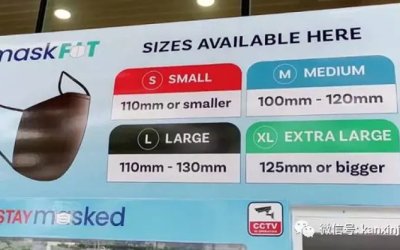 maskFIT
SIZES AVAILABLE HERE
S SMALL
110mm or smaller
M MEDIUM
100mm - 120mm
L LARGE
110mm - 130mm
XL EXTRA LARGE
125mm or bigger
STAY masked
CCTV
微信号: kanxinj